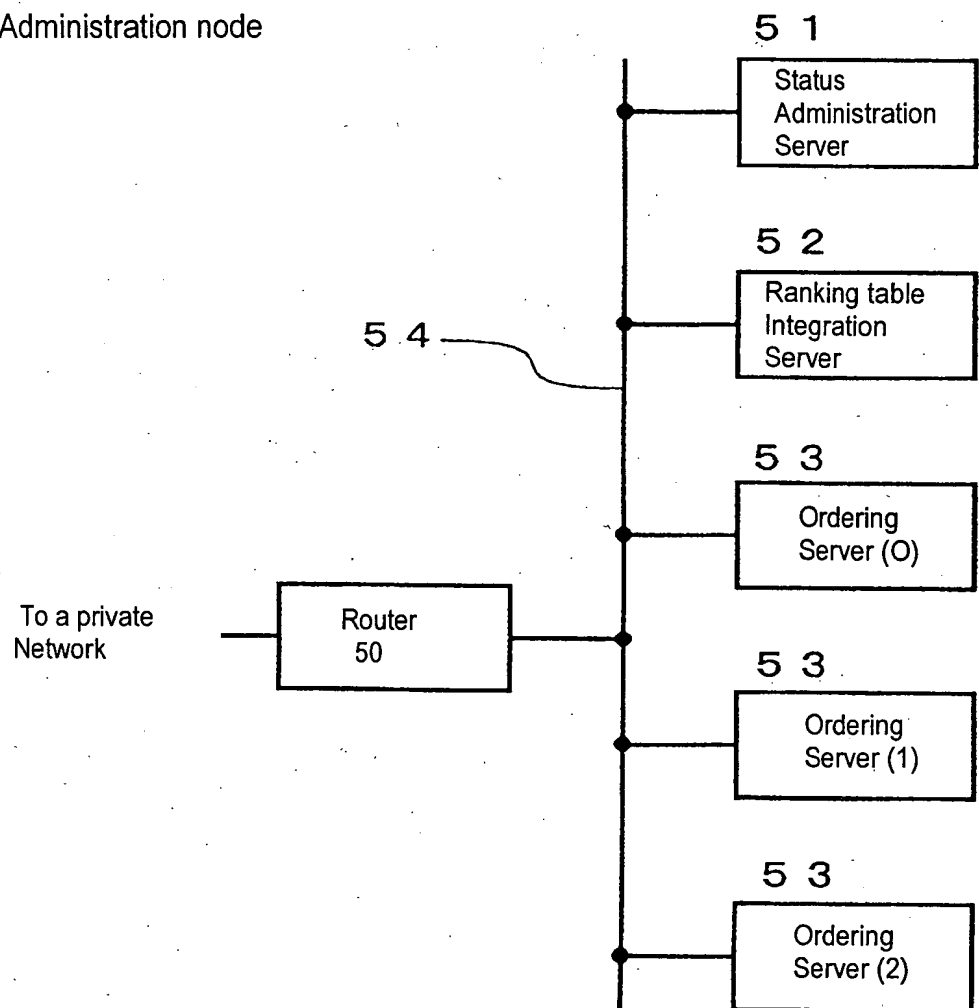 Administration node
5 1
Status
Administration
Server
5 2
Ranking table
Integration
Server
5 4
5 3
Ordering
Server (O)
To a private
Network
Router
50
5 3
Ordering
Server (1)
5 3
Ordering
Server (2)